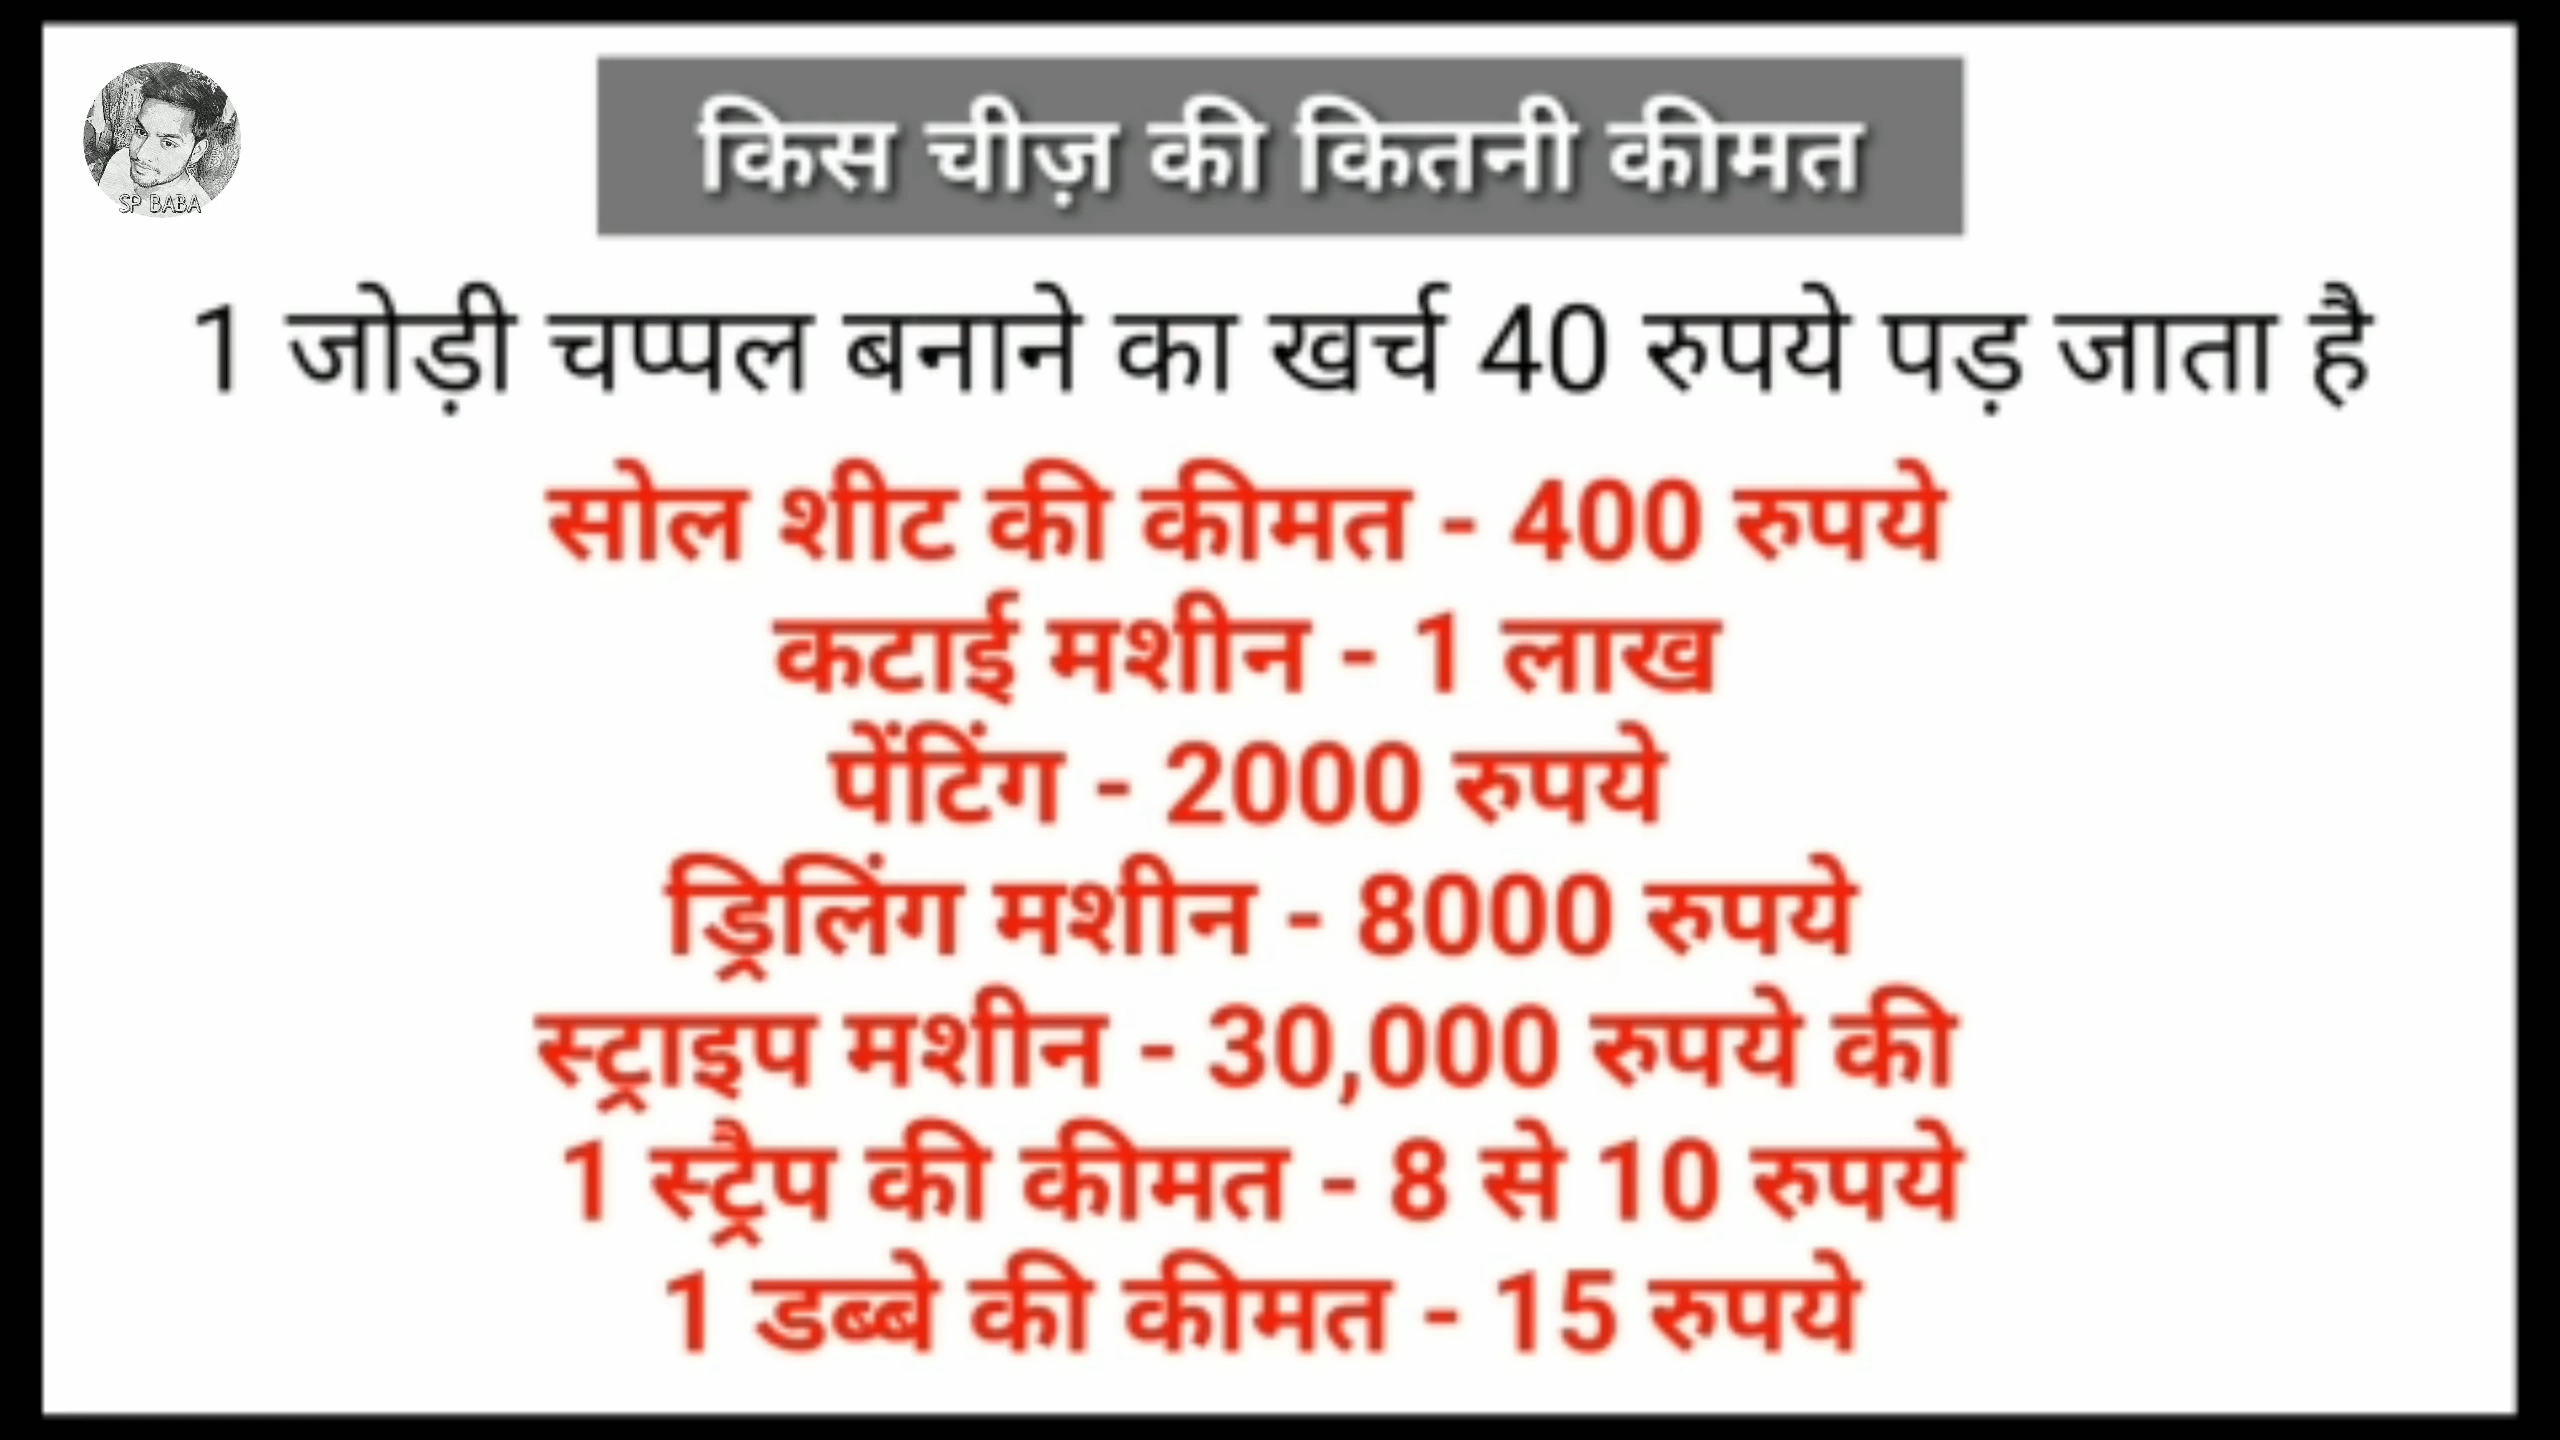 SP BABA
किस चीज़ की कितनी कीमत
1 जोड़ी चप्पल बनाने का खर्च 40 रुपये पड़ जाता है
सोल शीट की कीमत - 400 रुपये
कटाई मशीन - 1 लाख
पेंटिंग - 2000 रुपये
ड्रिलिंग मशीन - 8000 रुपये
स्ट्राइप मशीन - 30,000 रुपये की
1 स्ट्रैप की कीमत - 8 से 10 रुपये
1 डब्बे की कीमत - 15 रुपये